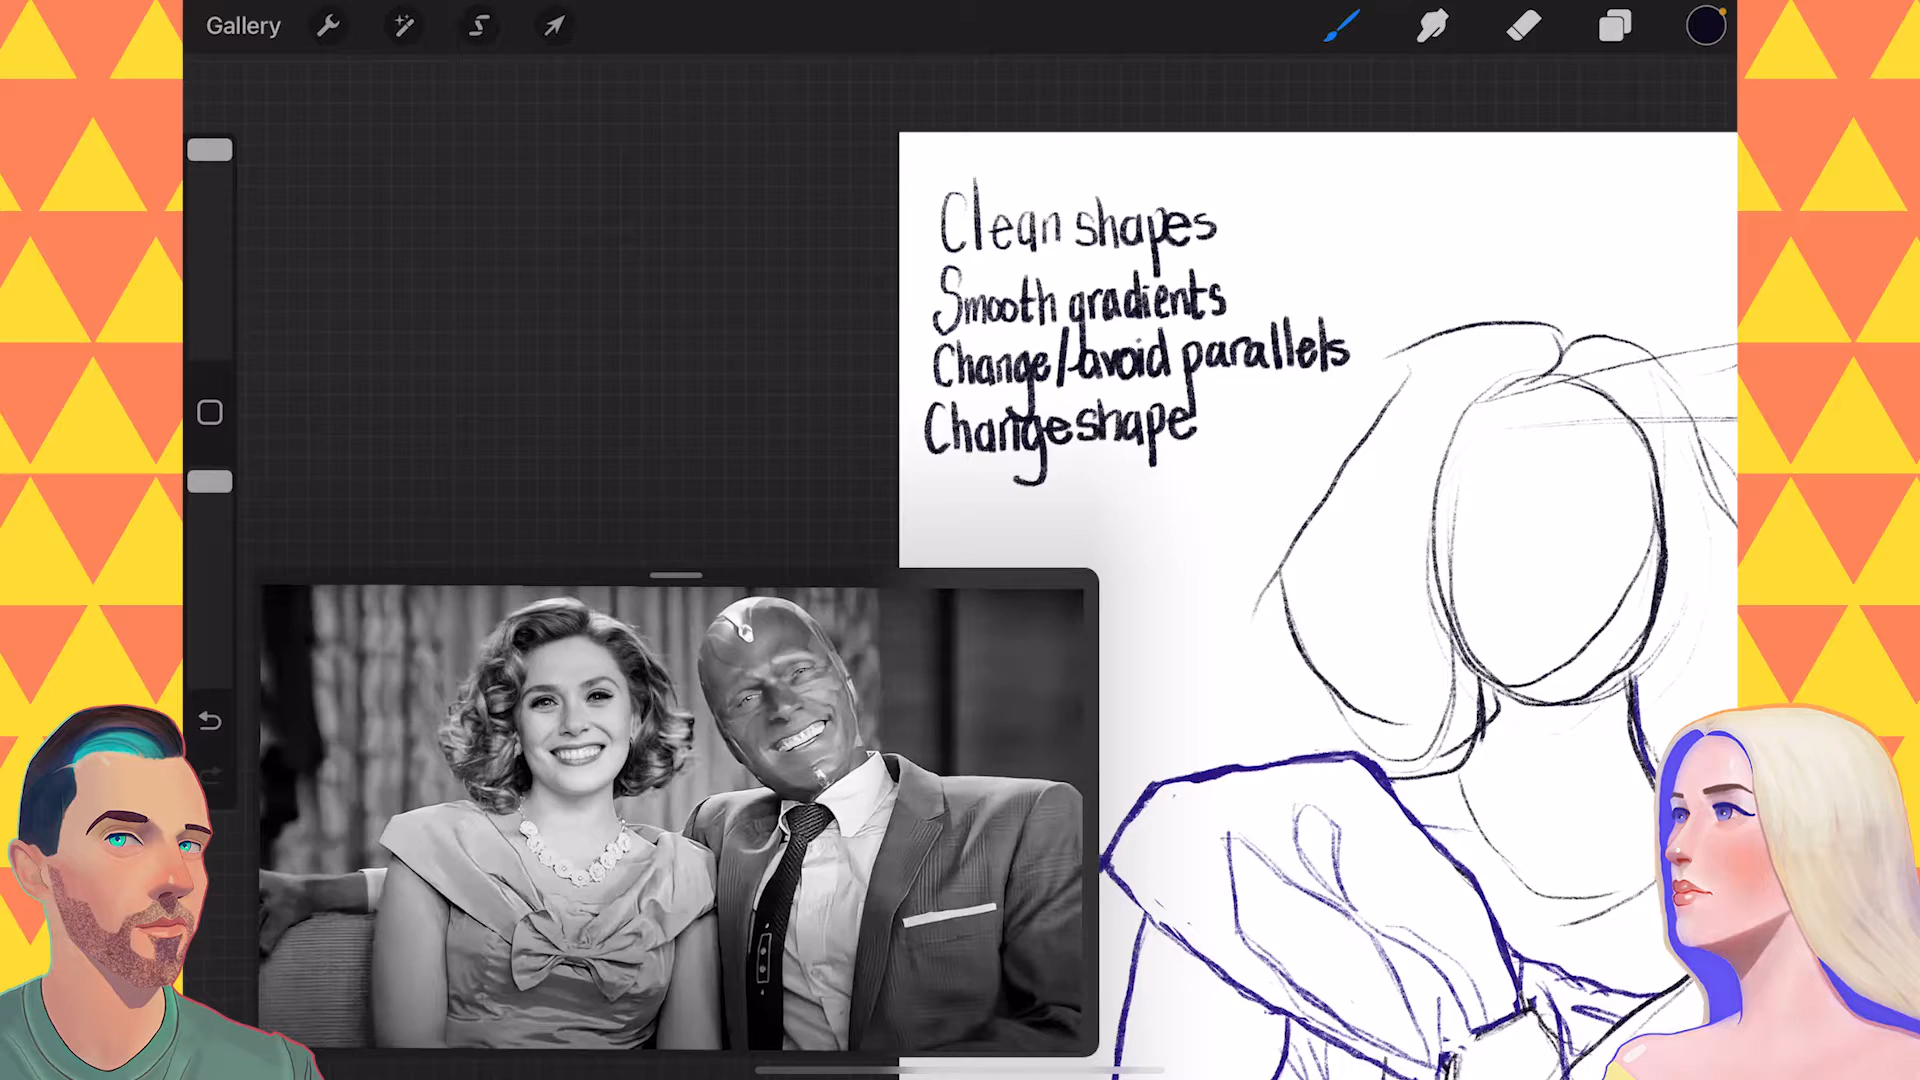 Gallery
Clean shapes
Smooth gradients
Change/avoid parallels
Change shape